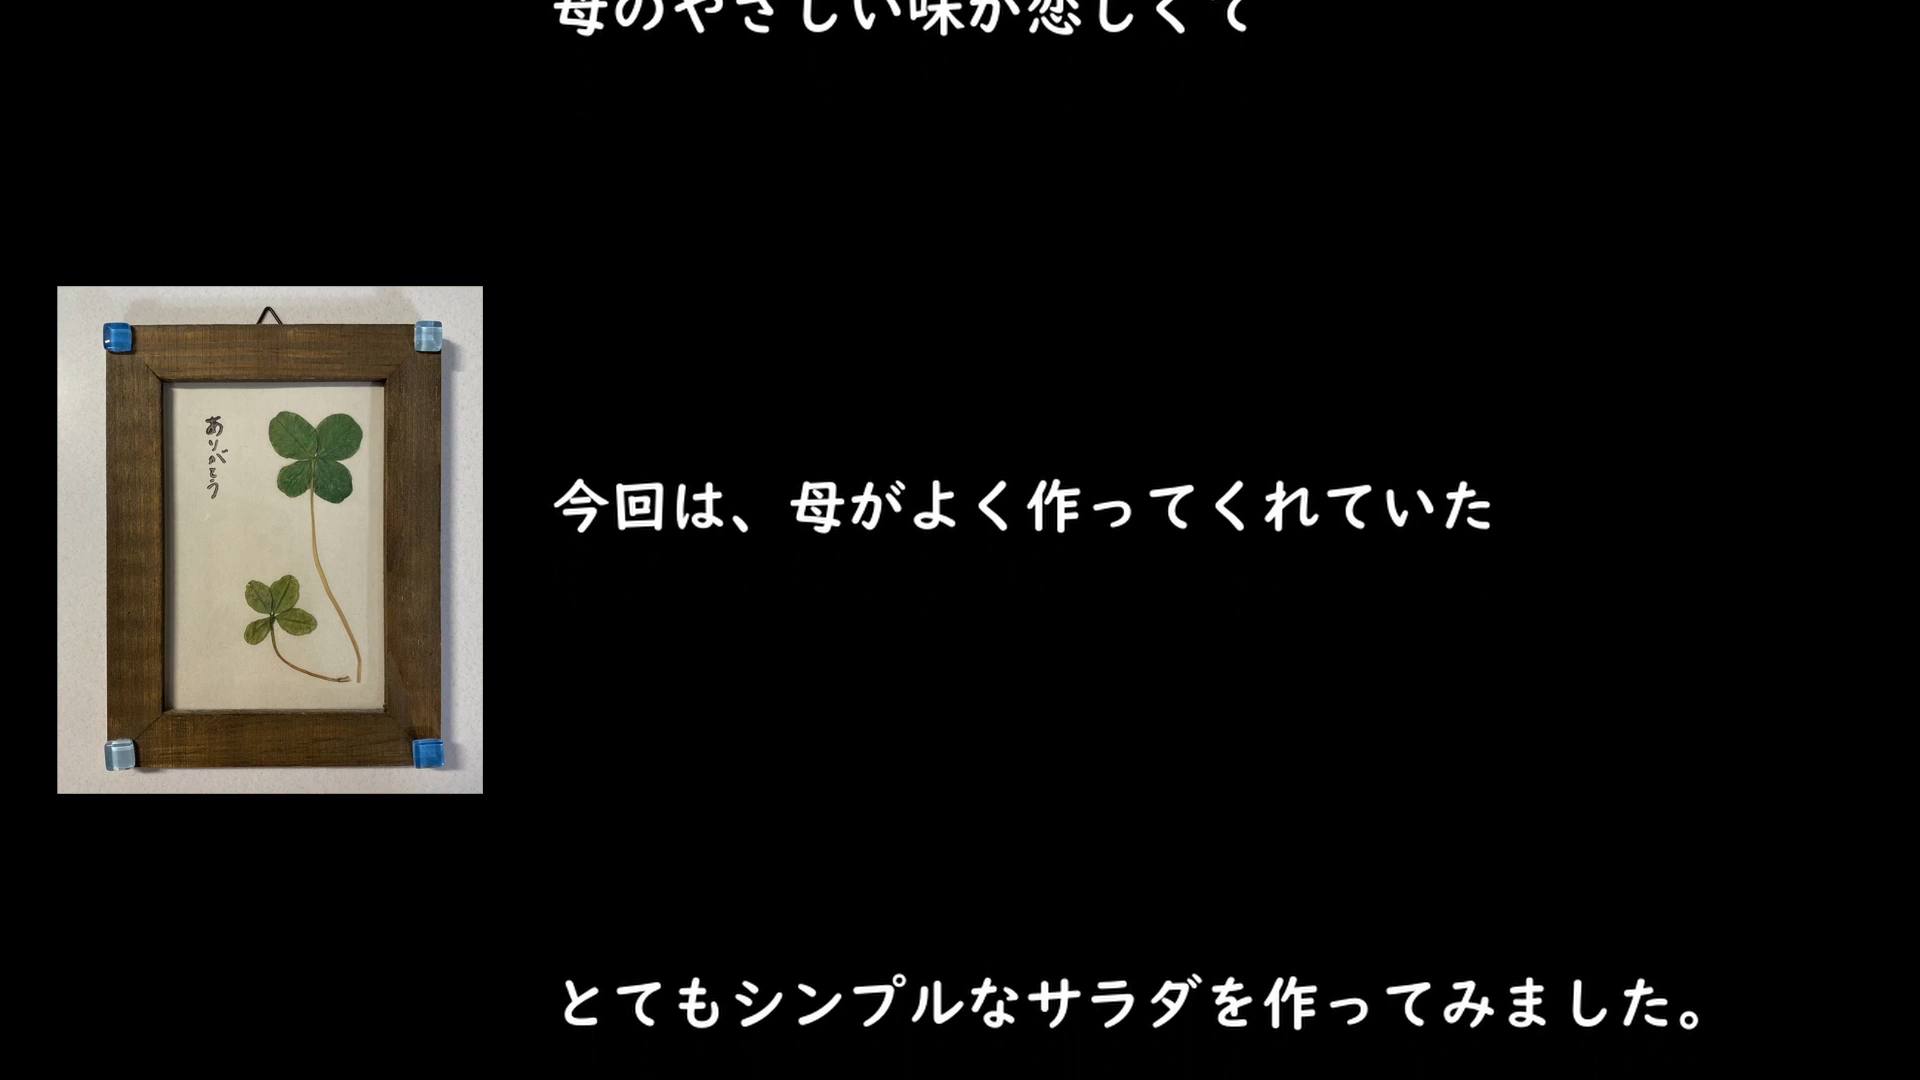 母のやさしい味が恋しくて
ありがとう
今回は、母がよく作ってくれていた
とてもシンプルなサラダを作ってみました。